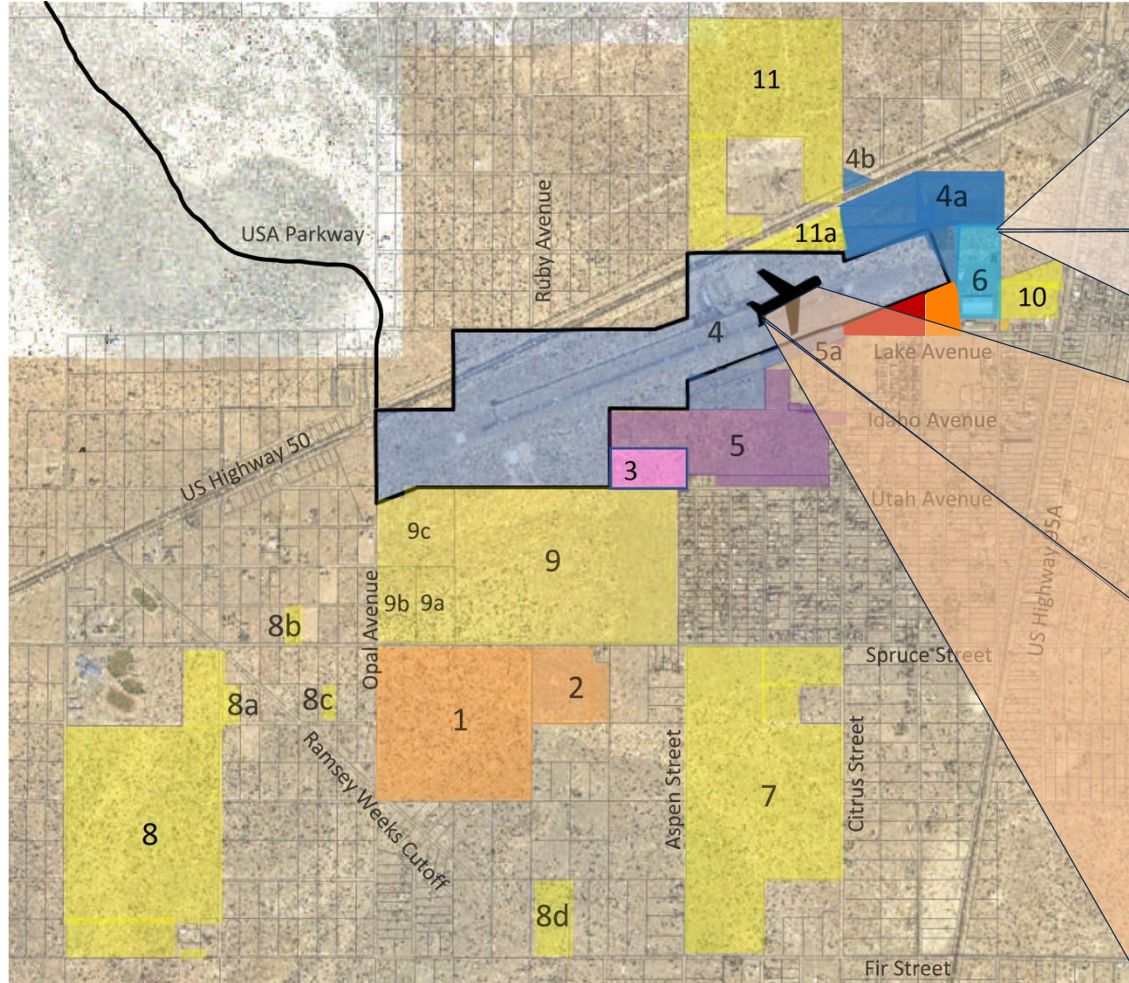 11
4b
4a
Ruby Avenue
USA Parkway
11a
6
10
4
5a
Lake Avenue
Idaho Avenue
US Highway 50
5
3
Utah Avenue
9c
9
US Highway 95A
9b
9a
8b
Opal Avenue
Spruce Street
2
8a
8c
1
Ramsey Weeks Cutoff
Aspen Street
7
Citrus Street
8
8d
Fir Street